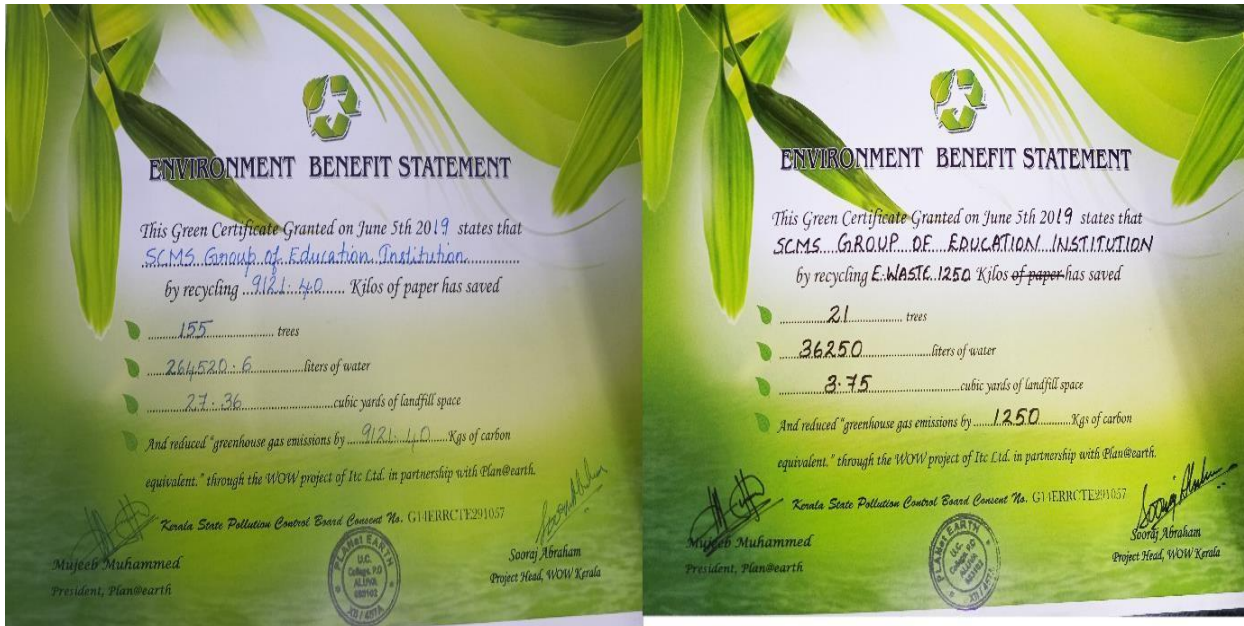 ENVIRONMENT BENEFIT STATEMENT
This Green Certificate Granted on June 5th 2019 states that
SCMS Group of Education Institution
by recycling 9121.40 Kilos of paper has saved
155 trees
264520.6 liters of water
27.36 cubic yards of landfill space
And reduced "greenhouse gas emissions by 9121.40 Kgs of carbon
equivalent." through the WOW project of Itc Ltd. in partnership with Plan@earth.
Kerala State Pollution Control Board Consent No. G14ERRCTE291057
Mujeeb Muhammed
President, Plan@earth
PLANet EARTH
U.C.
College, P.O
ALUVA
683102
Sooraj Abraham
Project Head, WOW Kerala
ENVIRONMENT BENEFIT STATEMENT
This Green Certificate Granted on June 5th 2019 states that
SCMS GROUP OF EDUCATION INSTITUTION
by recycling E.WASTE 1250 Kilos of paper has saved
21 trees
36250 liters of water
3.75 cubic yards of landfill space
And reduced "greenhouse gas emissions by 1250 Kgs of carbon
equivalent." through the WOW project of Itc Ltd. in partnership with Plan@earth.
Kerala State Pollution Control Board Consent No. G14ERRCTE291057
Mujeeb Muhammed
President, Plan@earth
PLANet EARTH
U.C.
College, P.O
ALUVA
683102
Sooraj Abraham
Project Head, WOW Kerala